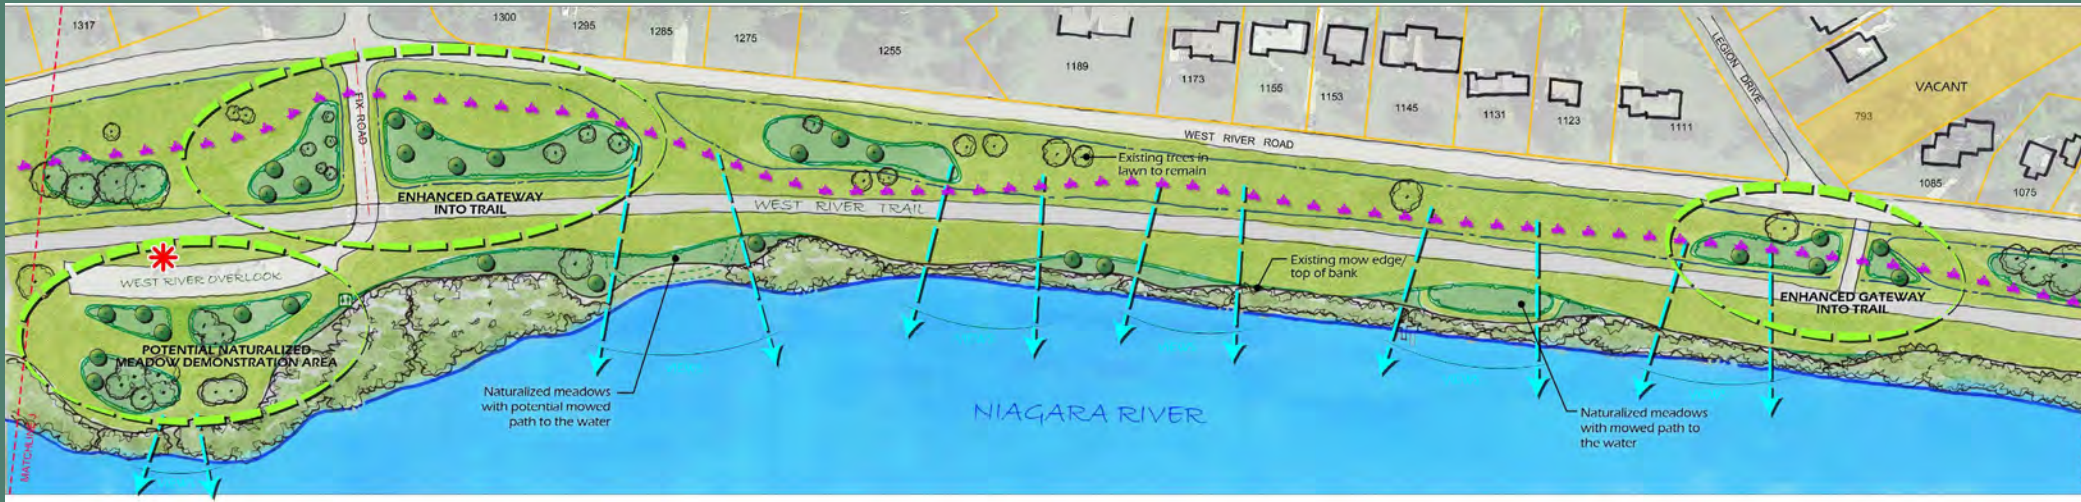 1317
1300
1295
1285
1275
1255
1189
1173
1155
1153
1145
1131
1123
1111
LEGION DRIVE
VACANT
793
1085
1075
FIX ROAD
WEST RIVER ROAD
Existing trees in
lawn to remain
ENHANCED GATEWAY
INTO TRAIL
WEST RIVER TRAIL
WEST RIVER OVERLOOK
Existing mow edge/
top of bank
ENHANCED GATEWAY
INTO TRAIL
POTENTIAL NATURALIZED
MEADOW DEMONSTRATION AREA
Naturalized meadows
with potential mowed
path to the water
NIAGARA RIVER
Naturalized meadows
with mowed path to
the water
MATCHLINE